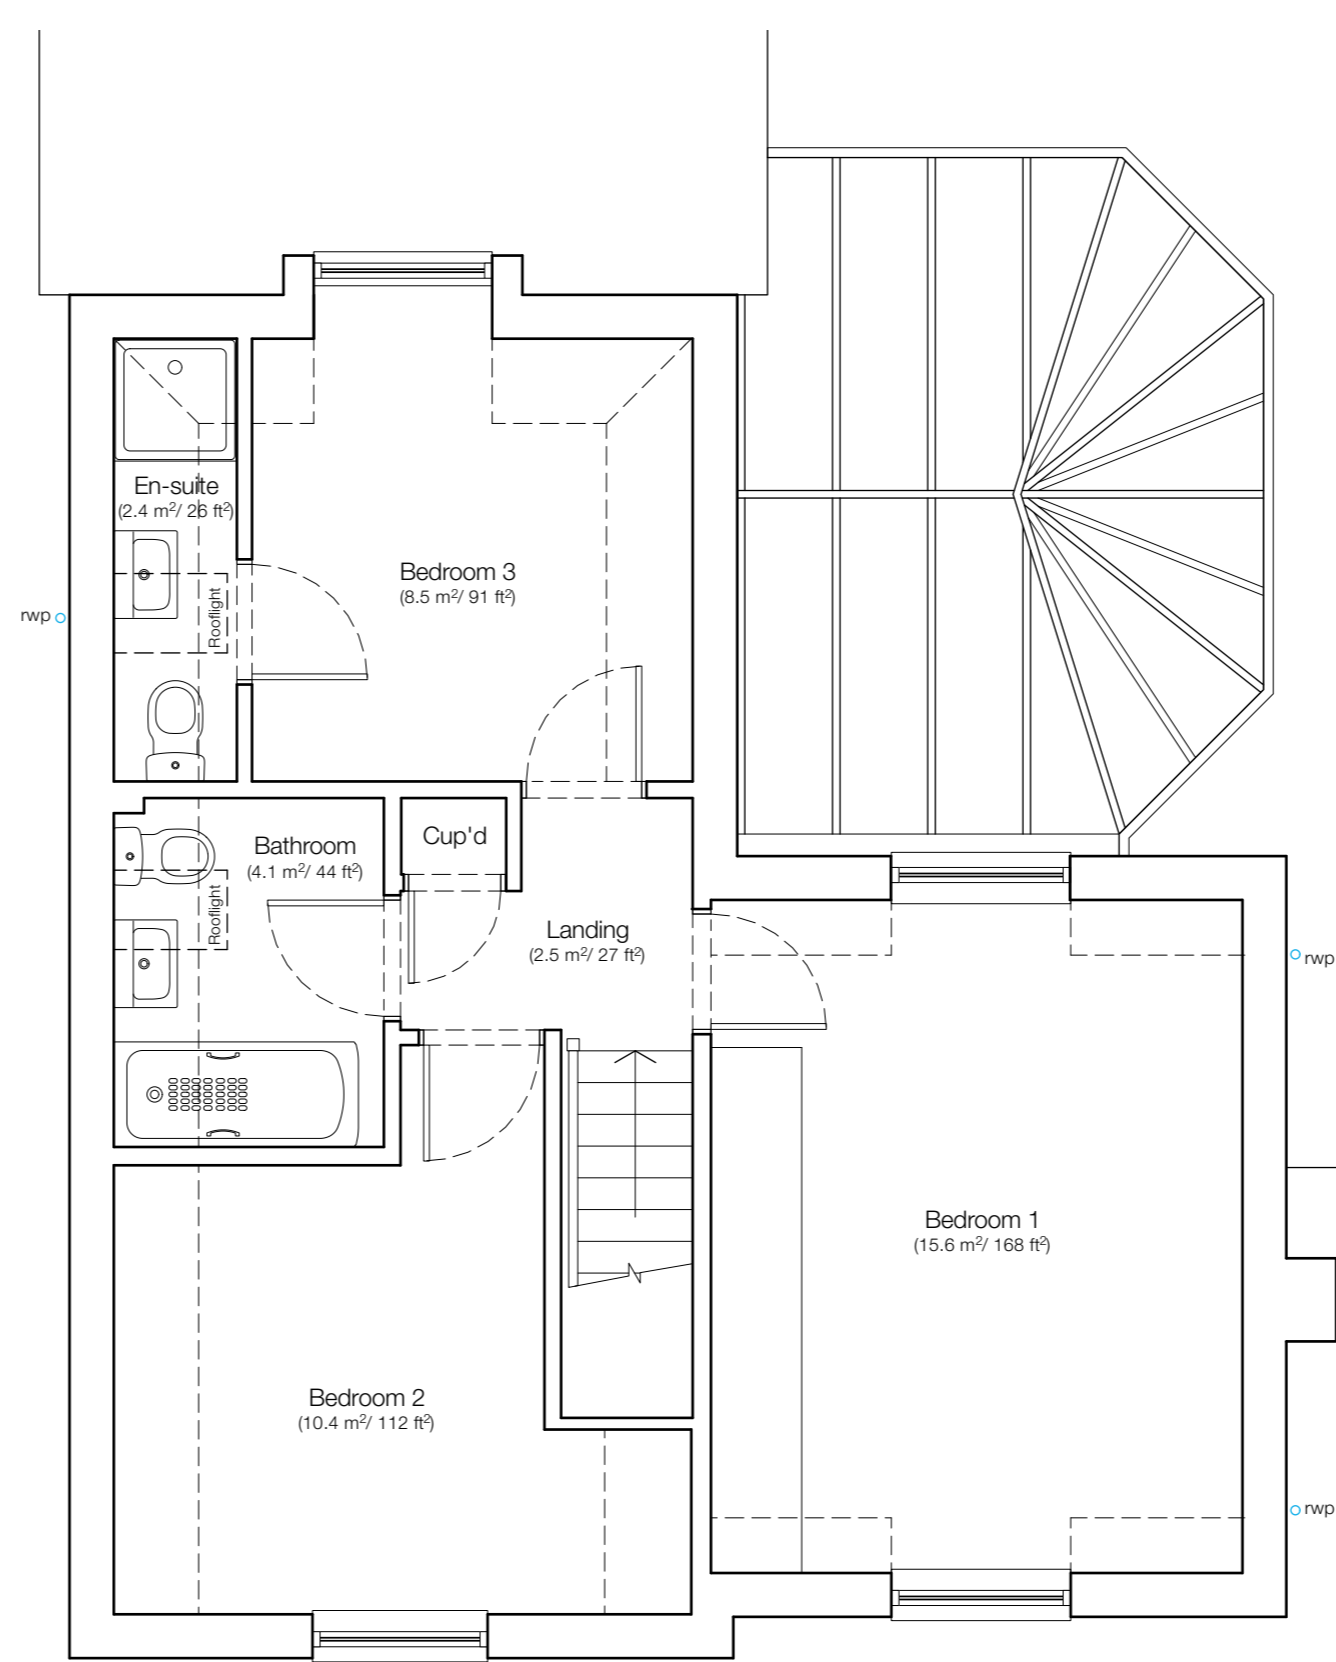 En-suite
(2.4 m²/ 26 ft²)
Rooflight
Bedroom 3
(8.5 m²/ 91 ft²)
rwp
Bathroom
(4.1 m²/ 44 ft²)
Rooflight
Cup'd
Landing
(2.5 m²/ 27 ft²)
rwp
Bedroom 1
(15.6 m²/ 168 ft²)
Bedroom 2
(10.4 m²/ 112 ft²)
rwp